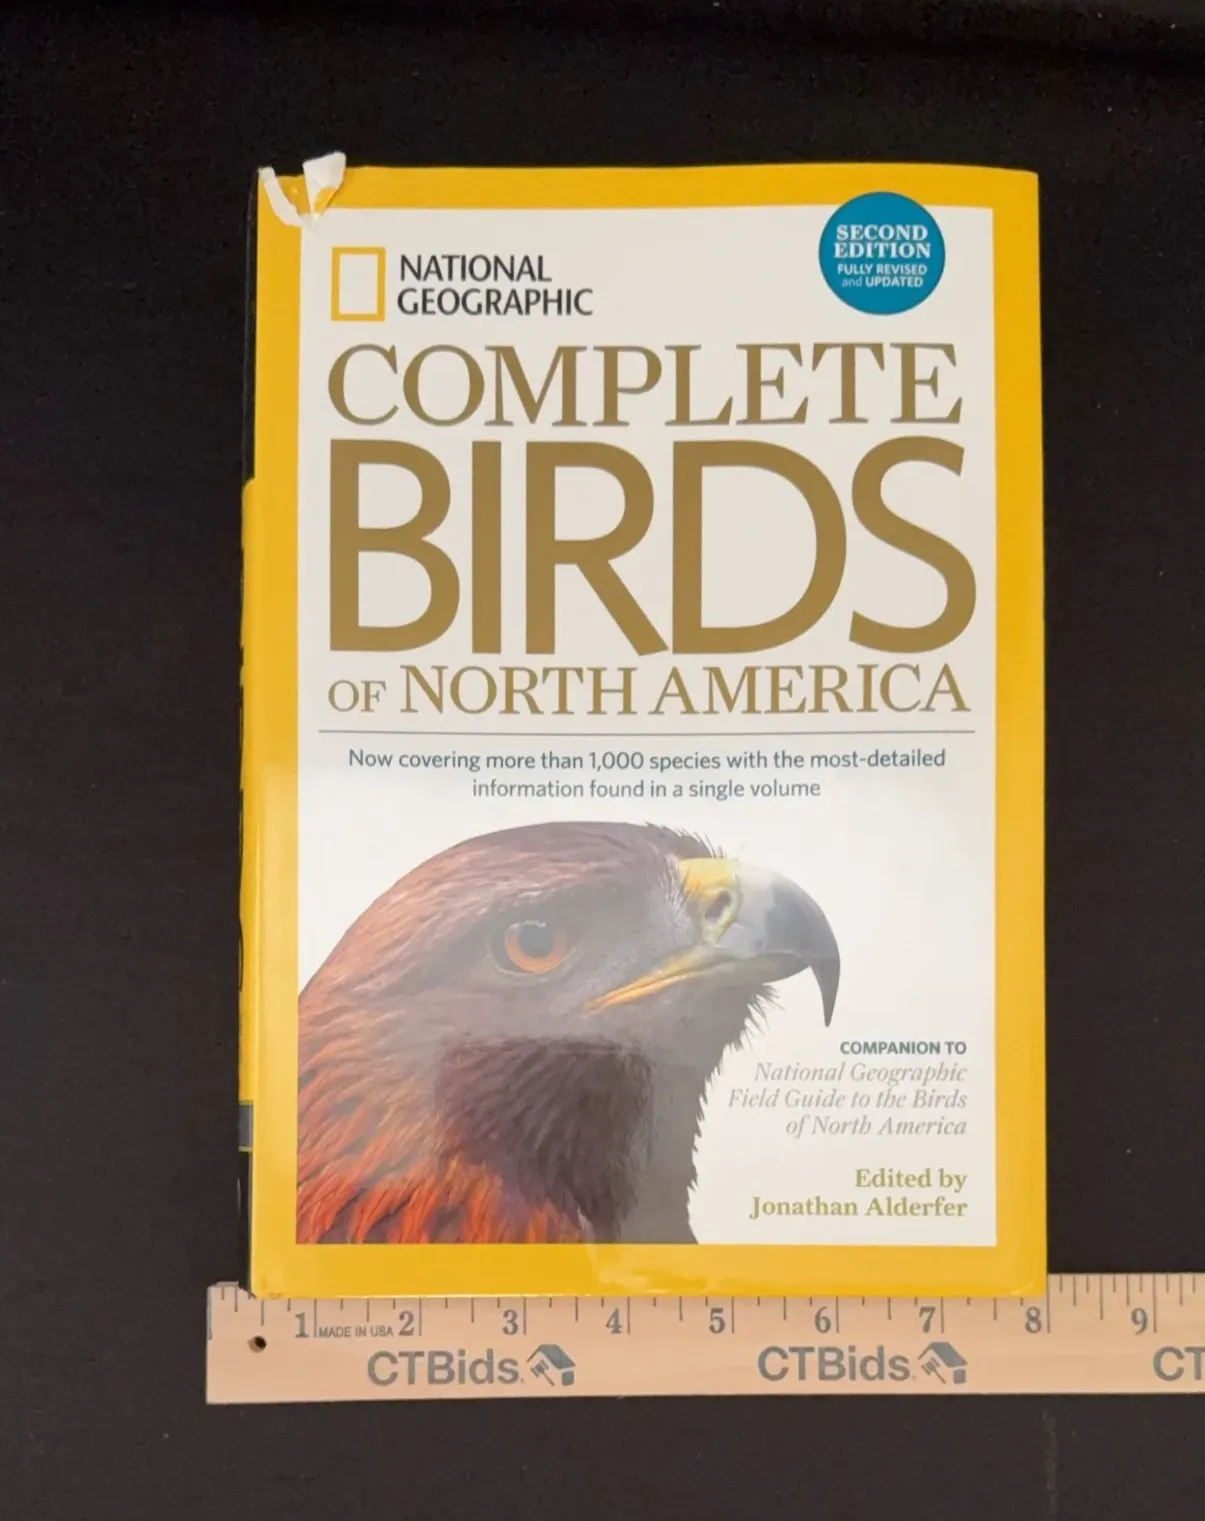 NATIONAL
GEOGRAPHIC
SECOND
EDITION
FULLY REVISED
and UPDATED
COMPLETE
BIRDS
OF NORTH AMERICA
Now covering more than 1,000 species with the most-detailed
information found in a single volume
COMPANION TO
National Geographic
Field Guide to the Birds
of North America
Edited by
Jonathan Alderfer
1 MADE IN USA 2 3 4 5 6 7 8 9
CTBids CTBids CT